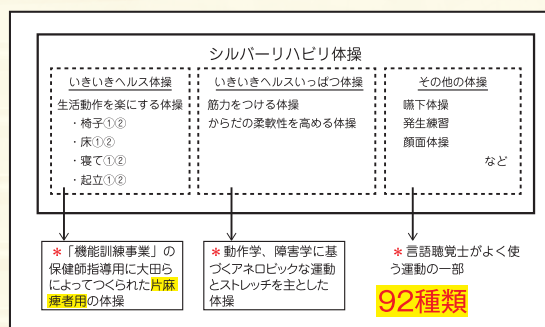 シルバーリハビリ体操
いきいきヘルス体操
生活動作を楽にする体操
・椅子①②
・床①②
・寝て①②
・起立①②
いきいきヘルスいっぱつ体操
筋力をつける体操
からだの柔軟性を高める体操
その他の体操
嚥下体操
発生練習
顔面体操
など
*「機能訓練事業」の
保健師指導用に大田ら
によってつくられた片麻
痺者用の体操
*動作学、障害学に基
づくアネロビックな運動
とストレッチを主とした
体操
*言語聴覚士がよく使
う運動の一部
92種類